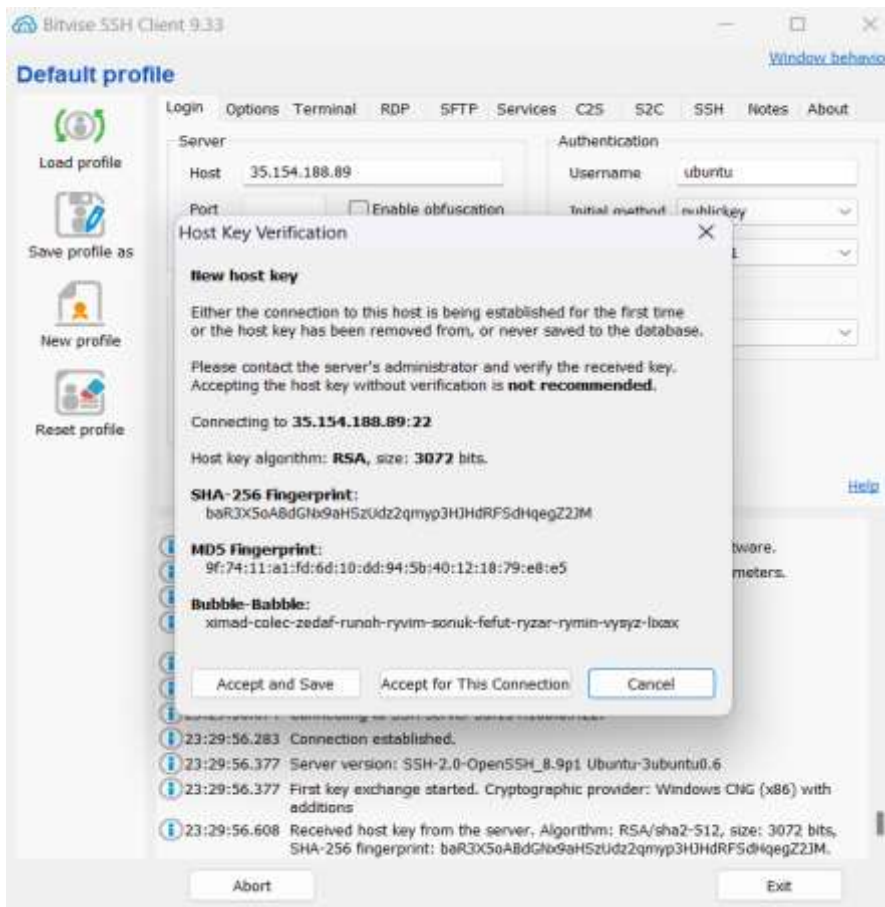 Bitvise SSH Client 9.33
Window behavio
Default profile
Load profile
Save profile as
New profile
Reset profile
Login Options Terminal RDP SFTP Services C2S S2C SSH Notes About
Server
Authentication
Host 35.154.188.89
Username ubuntu
Port Enable obfuscation
Initial method publickey
Host Key Verification
New host key
Either the connection to this host is being established for the first time
or the host key has been removed from, or never saved to the database.
Please contact the server's administrator and verify the received key.
Accepting the host key without verification is not recommended.
Connecting to 35.154.188.89:22
Host key algorithm: RSA, size: 3072 bits.
SHA-256 Fingerprint:
baR3X5oABdGNx9aHSzUdz2qmyp3HJHdRFSdHqegZ2JM
MD5 Fingerprint:
9f:74:11:a1:fd:6d:10:dd:94:5b:40:12:18:79:e8:e5
Bubble-Babble:
ximad-colec-zedaf-runoh-ryvim-sonuk-fefut-ryzar-rymin-vysyz-lixax
Accept and Save Accept for This Connection Cancel
Help
tware.
meters.
23:29:56.283 Connection established.
23:29:56.377 Server version: SSH-2.0-OpenSSH_8.9p1 Ubuntu-3ubuntu0.6
23:29:56.377 First key exchange started. Cryptographic provider: Windows CNG (x86) with
additions
23:29:56.608 Received host key from the server. Algorithm: RSA/sha2-512, size: 3072 bits,
SHA-256 fingerprint: baR3X5oABdGNx9aHSzUdz2qmyp3HJHdRFSdHqegZ2JM.
Abort
Exit